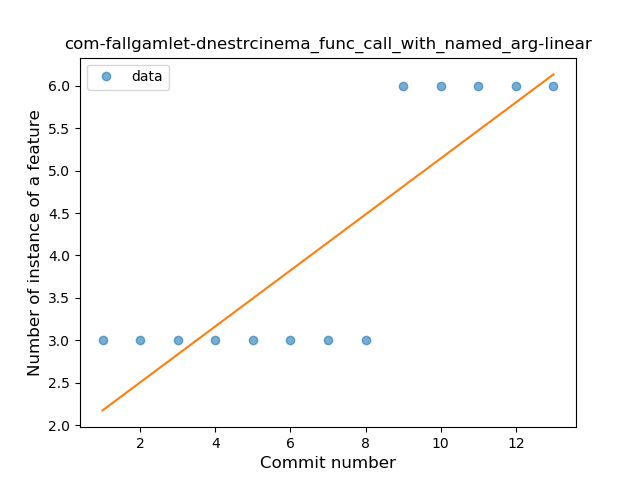 com-fallgamlet-dnestrcinema_func_call_with_named_arg-linear
data
Number of instance of a feature
6.0
5.5
5.0
4.5
4.0
3.5
3.0
2.5
2.0
2 4 6 8 10 12
Commit number